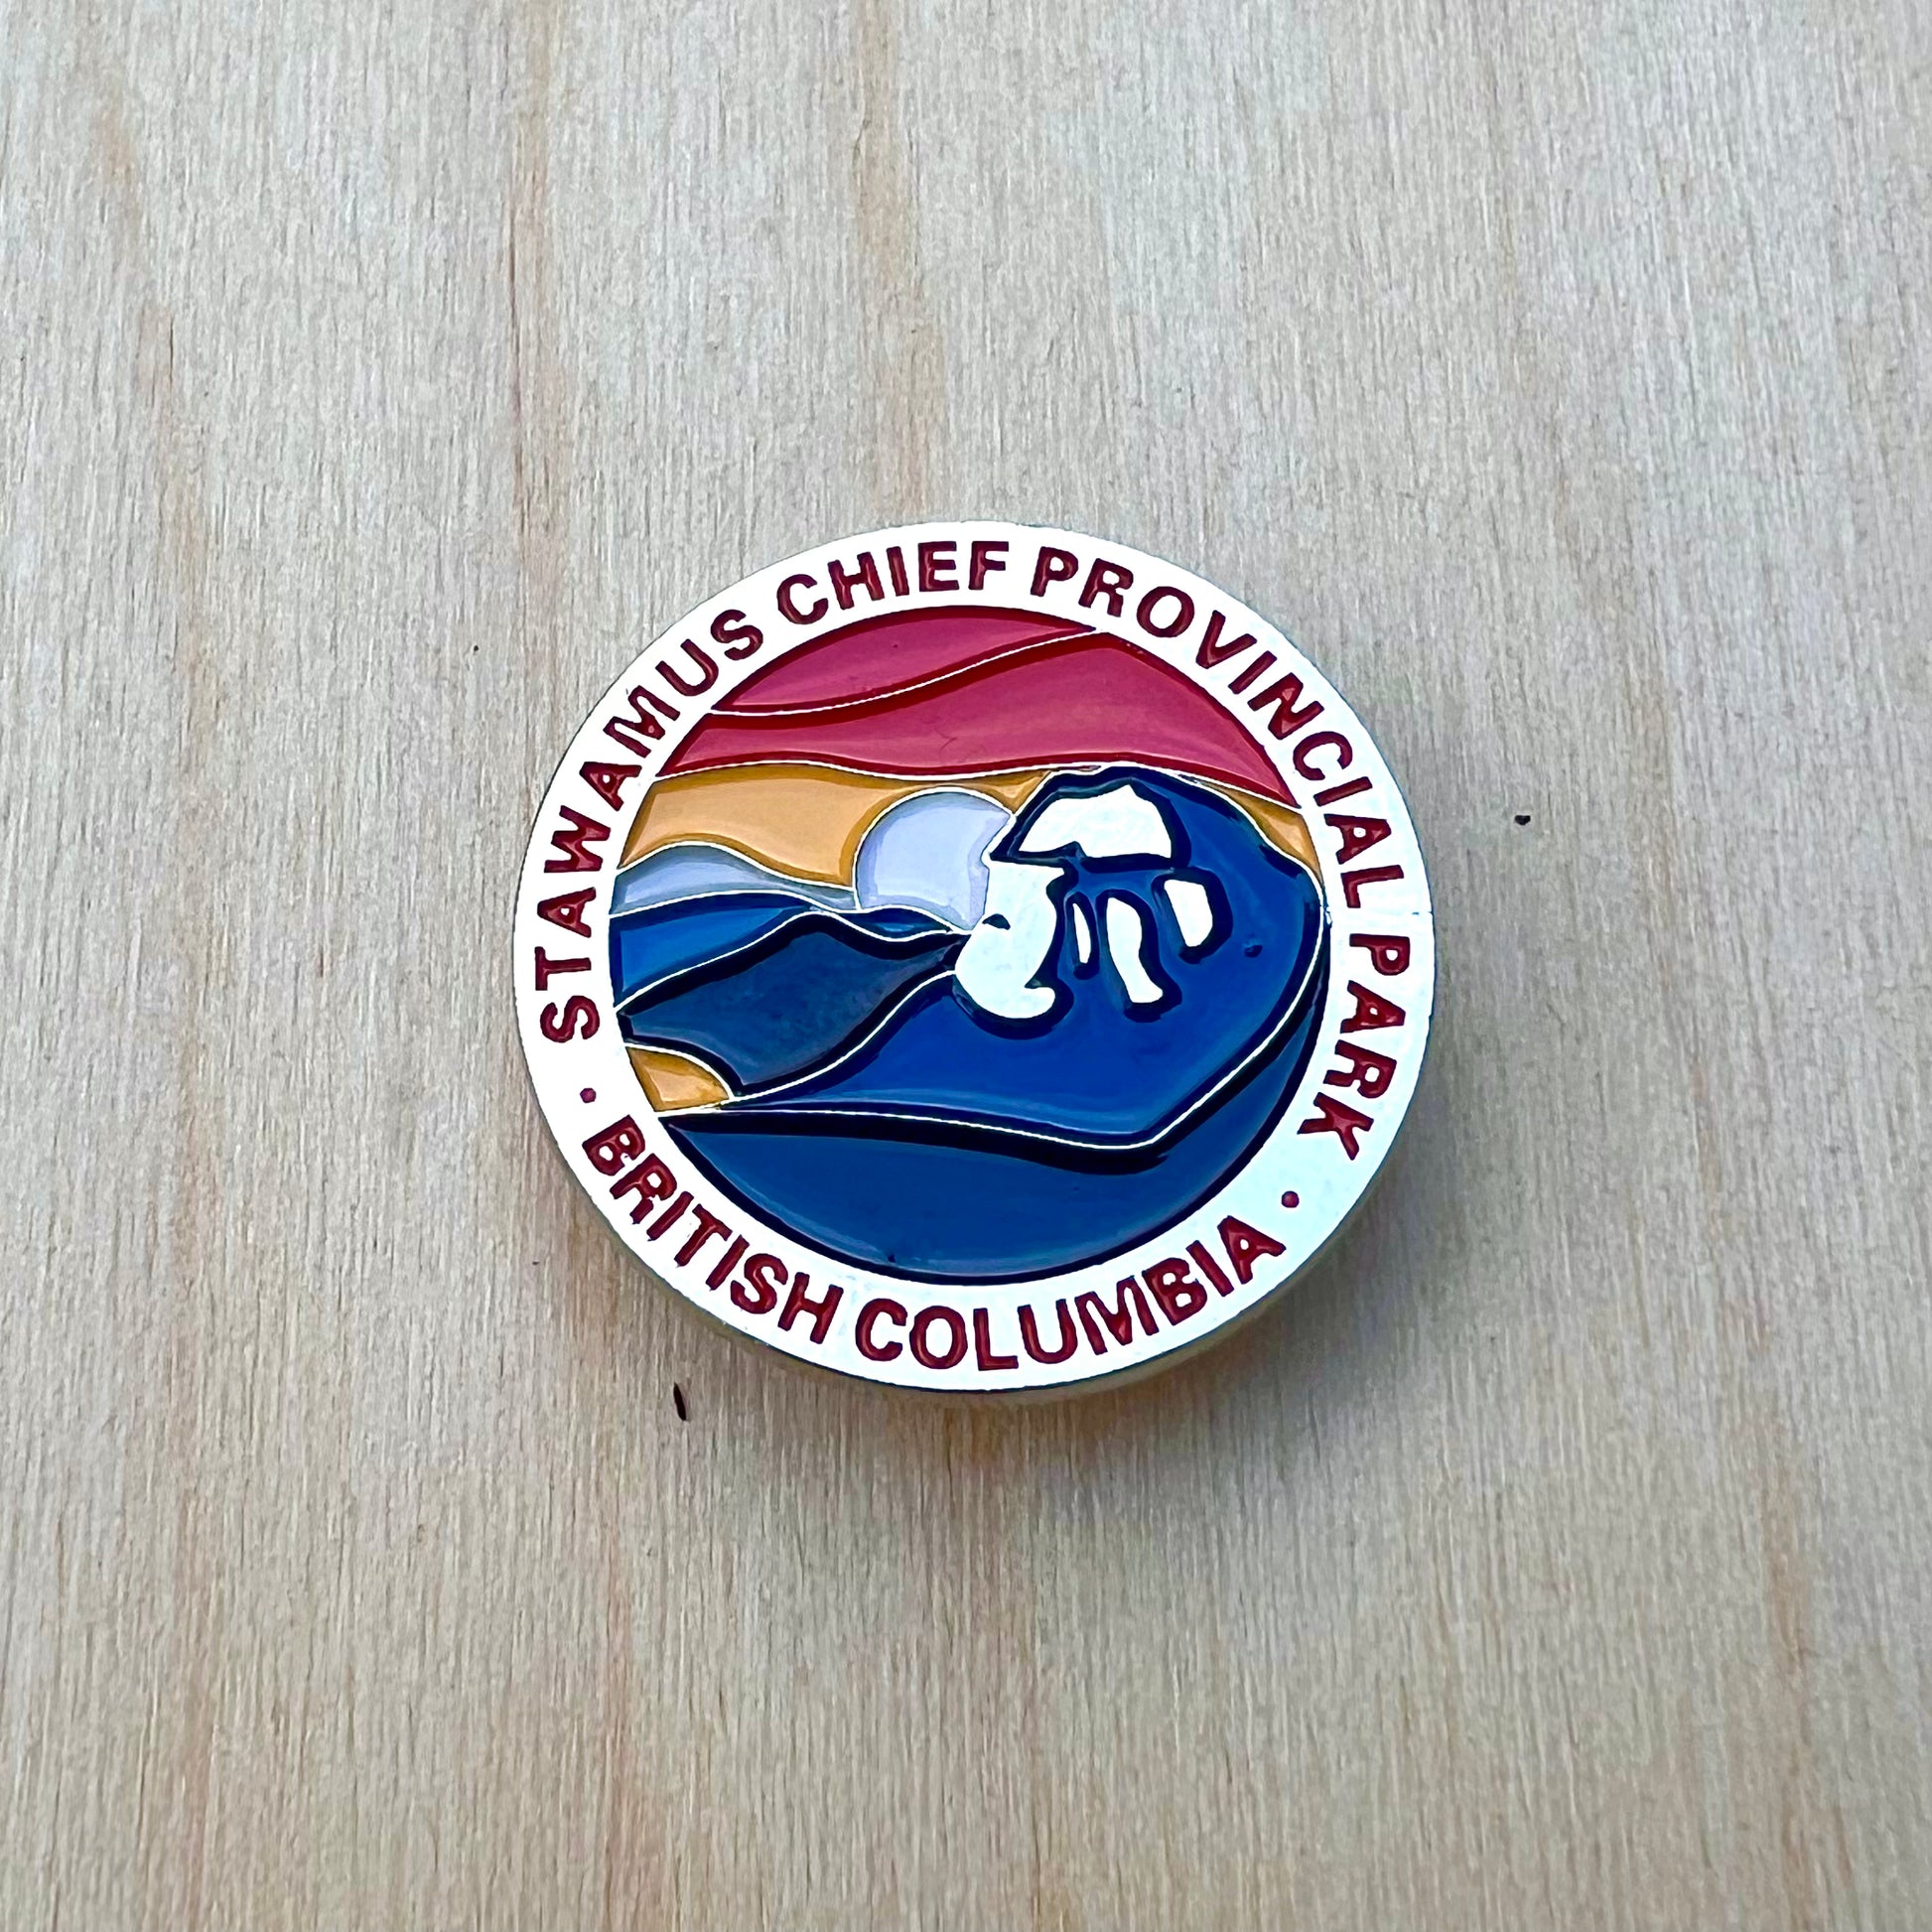 STAWAMUS CHIEF PROVINCIAL PARK
• BRITISH COLUMBIA •